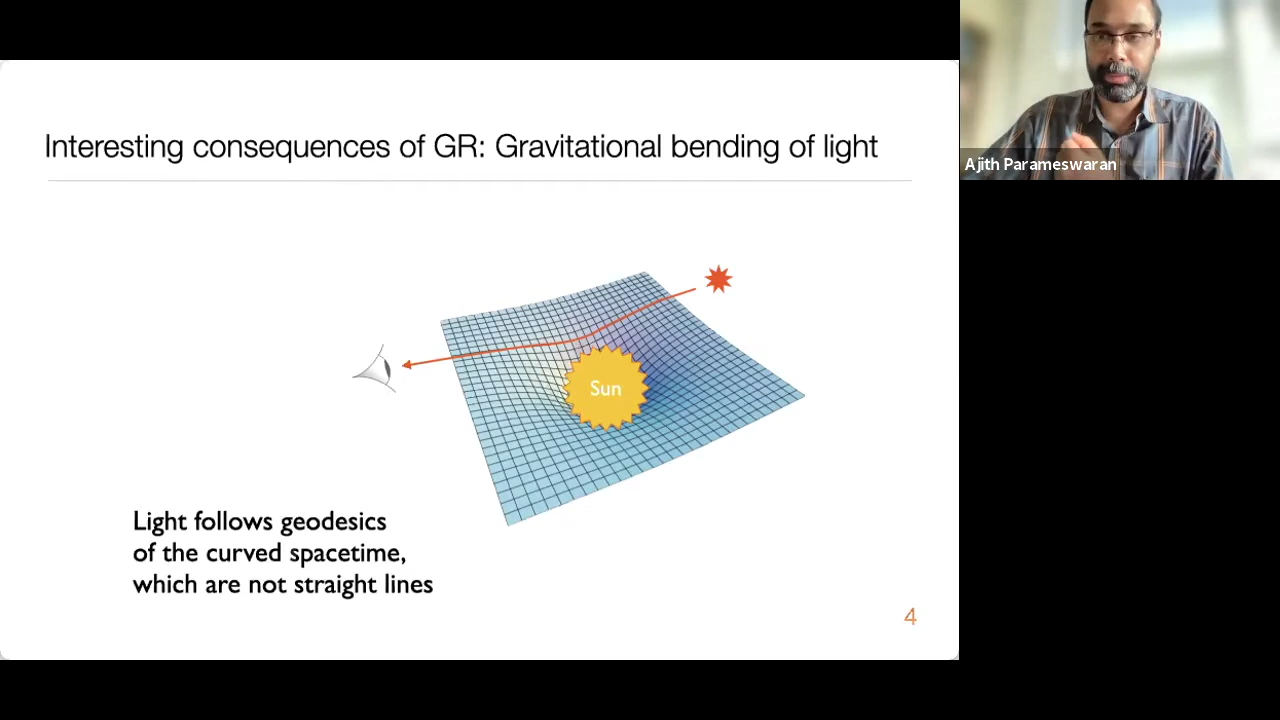 Interesting consequences of GR: Gravitational bending of light
Ajith Parameswaran
Sun
Light follows geodesics
of the curved spacetime,
which are not straight lines
4